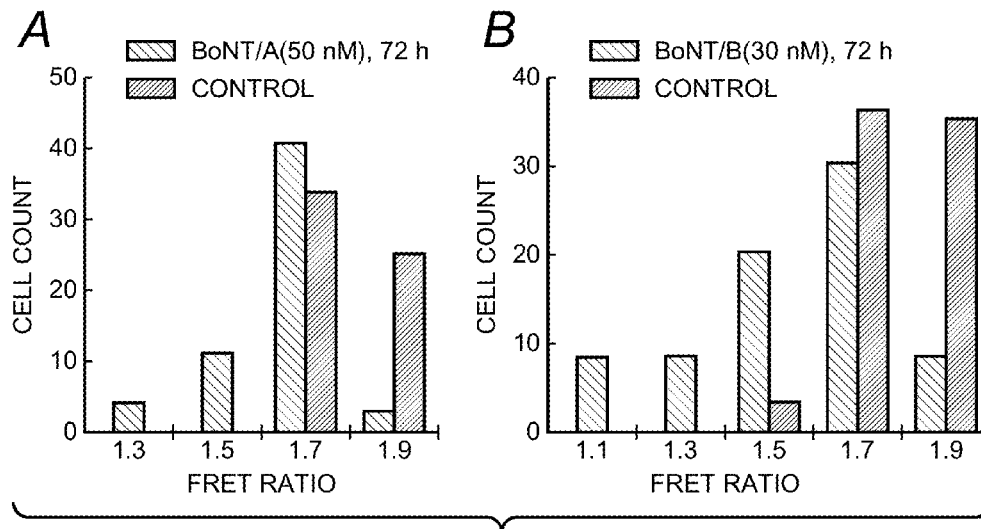 A
BoNT/A(50 nM), 72 h
CONTROL
50
40
30
20
10
0
CELL COUNT
1.3 1.5 1.7 1.9
FRET RATIO
B
BoNT/B(30 nM), 72 h
CONTROL
40
30
20
10
0
CELL COUNT
1.1 1.3 1.5 1.7 1.9
FRET RATIO